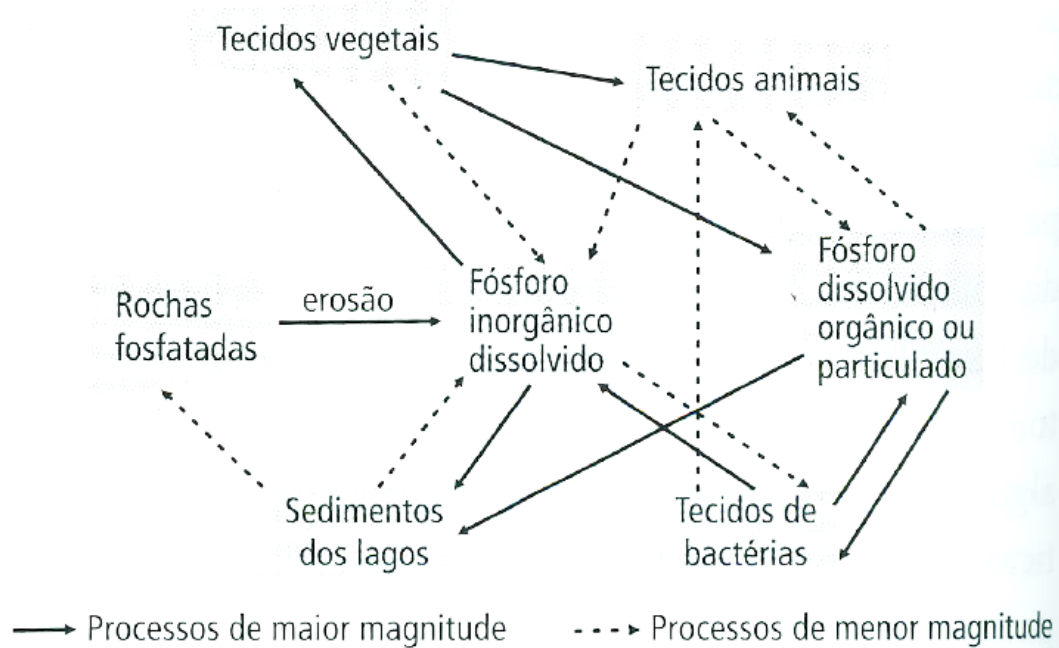 Tecidos vegetais
Tecidos animais
Fósforo
dissolvido
orgânico ou
particulado
Fósforo
inorgânico
dissolvido
Rochas
fosfatadas
erosão
Sedimentos
dos lagos
Tecidos de
bactérias
Processos de maior magnitude
Processos de menor magnitude